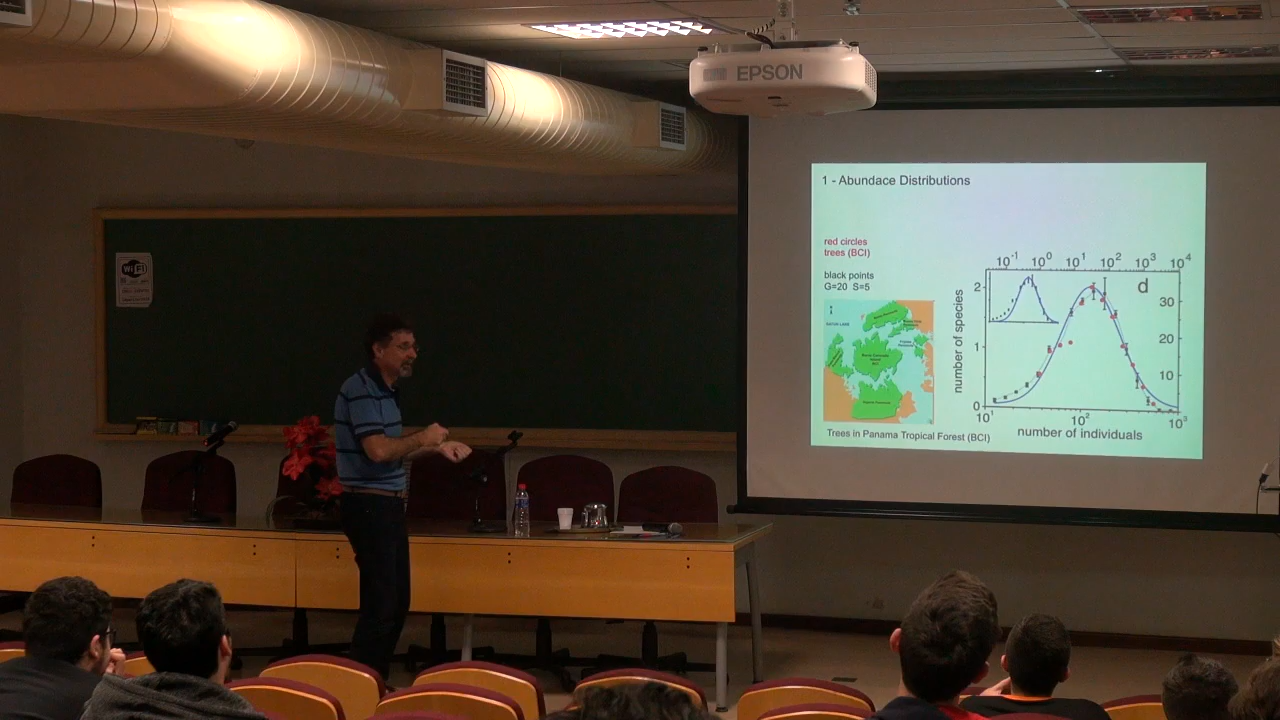 EPSON
WiFi
1 - Abundace Distributions
red circles
trees (BCI)
black points
G=20 S=5
Trees in Panama Tropical Forest (BCI)
10⁻¹ 10⁰ 10¹ 10² 10³ 10⁴
d
number of species
2
1
0
30
20
10
10¹ 10² 10³
number of individuals